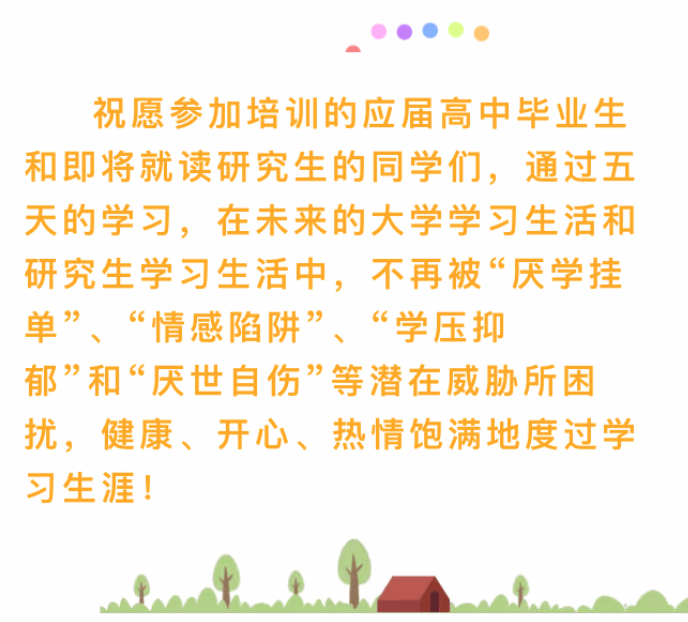 祝愿参加培训的应届高中毕业生
和即将就读研究生的同学们，通过五
天的学习，在未来的大学学习生活和
研究生学习生活中，不再被“厌学挂
单”、“情感陷阱”、“学压抑
郁”和“厌世自伤”等潜在威胁所困
扰，健康、开心、热情饱满地度过学
习生涯！